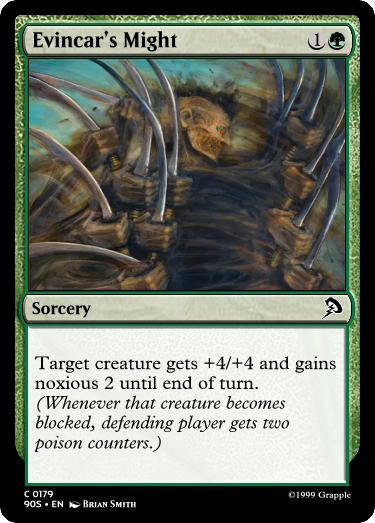 Evincar's Might 1
Sorcery
Target creature gets +4/+4 and gains
noxious 2 until end of turn.
(Whenever that creature becomes
blocked, defending player gets two
poison counters.)
C 0179
90S • EN Brian Smith
©1999 Grapple